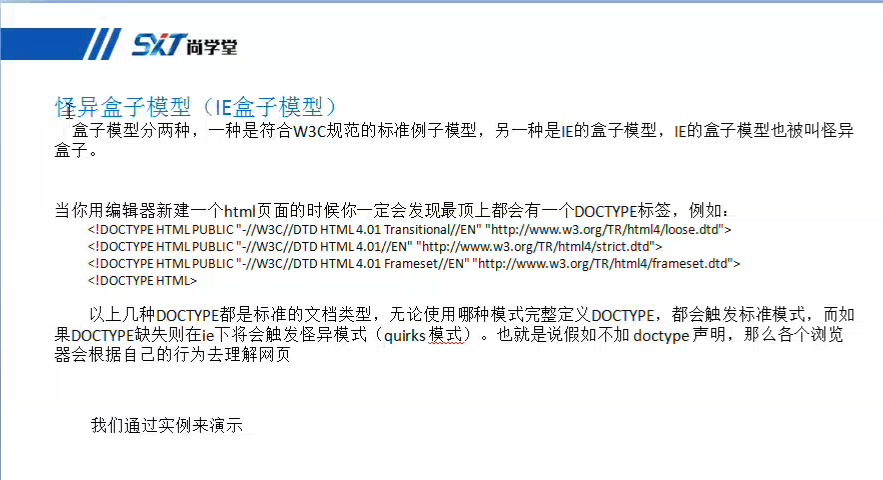 SXT尚学堂
怪异盒子模型（IE盒子模型）
盒子模型分两种，一种是符合W3C规范的标准例子模型，另一种是IE的盒子模型，IE的盒子模型也被叫怪异
盒子。
当你用编辑器新建一个html页面的时候你一定会发现最顶上都会有一个DOCTYPE标签，例如：
<!DOCTYPE HTML PUBLIC "-//W3C//DTD HTML 4.01 Transitional//EN" "http://www.w3.org/TR/html4/loose.dtd">
<!DOCTYPE HTML PUBLIC "-//W3C//DTD HTML 4.01//EN" "http://www.w3.org/TR/html4/strict.dtd">
<!DOCTYPE HTML PUBLIC "-//W3C//DTD HTML 4.01 Frameset//EN" "http://www.w3.org/TR/html4/frameset.dtd">
<!DOCTYPE HTML>
以上几种DOCTYPE都是标准的文档类型，无论使用哪种模式完整定义DOCTYPE，都会触发标准模式，而如
果DOCTYPE缺失则在ie下将会触发怪异模式（quirks 模式）。也就是说假如不加 doctype 声明，那么各个浏览
器会根据自己的行为去理解网页
我们通过实例来演示